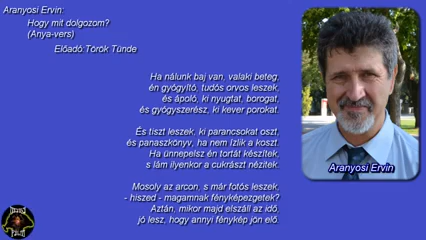 Aranyosi Ervin:
Hogy mit dolgozom?
(Anya-vers)
Előadó:Török Tünde
Ha nálunk baj van, valaki beteg,
én gyógyító, tudós orvos leszek,
és ápoló, ki nyugtat, borogat,
és gyógyszerész, ki kever porokat.
És tiszt leszek, ki parancsokat oszt,
és panaszkönyv, ha nem ízlik a koszt.
Ha ünnepelsz én tortát készítek,
s lám ilyenkor a cukrászt nézitek.
Mosoly az arcon, s már fotós leszek,
- hiszed - magamnak fényképezgetek?
Aztán, mikor majd elszáll az idő,
jó lesz, hogy annyi fénykép jön elő.
Aranyosi Ervin